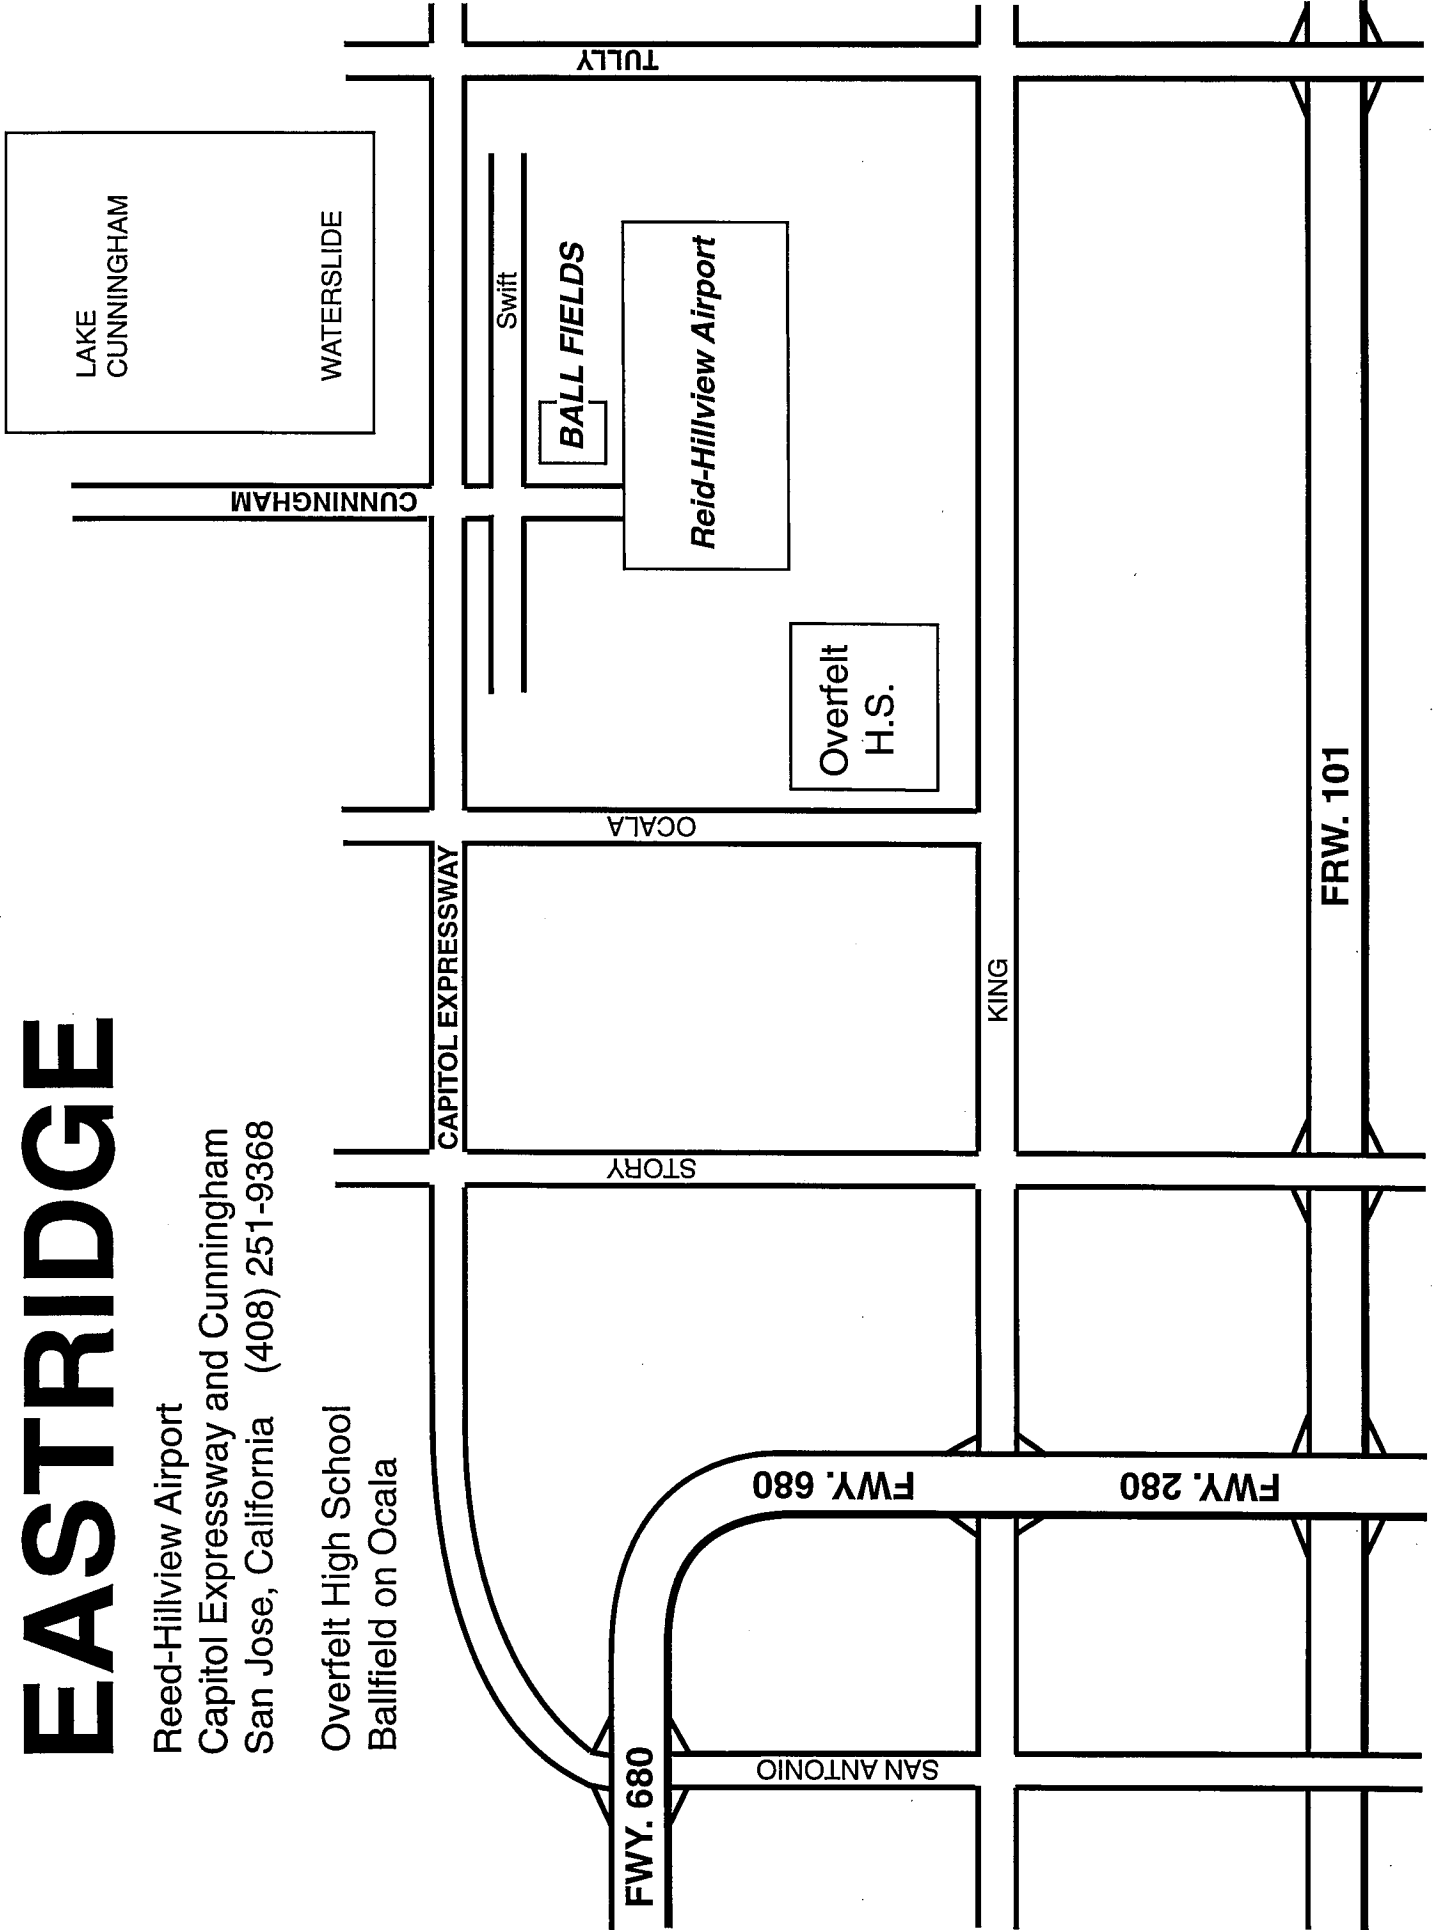 EASTRIDGE
Reed-Hillview Airport
Capitol Expressway and Cunningham
San Jose, California (408) 251-9368
Overfelt High School
Ballfield on Ocala
LAKE
CUNNINGHAM
WATERSLIDE
CUNNINGHAM
CAPITOL EXPRESSWAY
Swift
BALL FIELDS
Reid-Hillview Airport
TULLY
Overfelt
H.S.
OCALA
STORY
KING
FWY. 680
FWY. 680
FWY. 280
SAN ANTONIO
FRW. 101